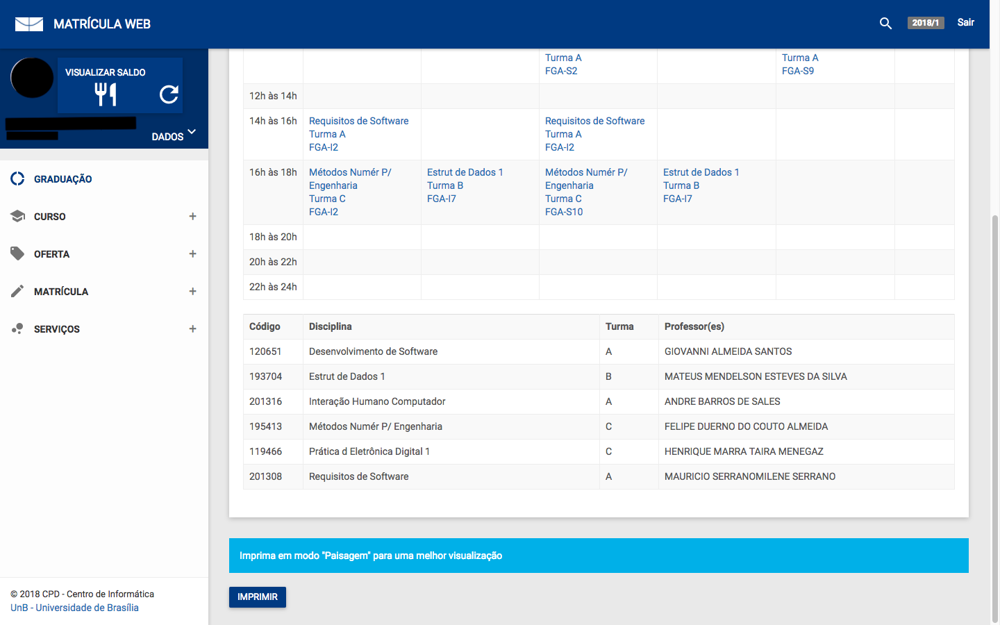 MATRÍCULA WEB
2018/1
Sair
VISUALIZAR SALDO
DADOS
GRADUAÇÃO
CURSO +
OFERTA +
MATRÍCULA +
SERVIÇOS +
© 2018 CPD - Centro de Informática
UnB - Universidade de Brasília
Turma A
FGA-S2
Turma A
FGA-S9
12h às 14h
14h às 16h
Requisitos de Software
Turma A
FGA-I2
Requisitos de Software
Turma A
FGA-I2
16h às 18h
Métodos Numér P/
Engenharia
Turma C
FGA-I2
Estrut de Dados 1
Turma B
FGA-I7
Métodos Numér P/
Engenharia
Turma C
FGA-S10
Estrut de Dados 1
Turma B
FGA-I7
18h às 20h
20h às 22h
22h às 24h
Código Disciplina Turma Professor(es)
120651 Desenvolvimento de Software A GIOVANNI ALMEIDA SANTOS
193704 Estrut de Dados 1 B MATEUS MENDELSON ESTEVES DA SILVA
201316 Interação Humano Computador A ANDRE BARROS DE SALES
195413 Métodos Numér P/ Engenharia C FELIPE DUERNO DO COUTO ALMEIDA
119466 Prática d Eletrônica Digital 1 C HENRIQUE MARRA TAIRA MENEGAZ
201308 Requisitos de Software A MAURICIO SERRANOMILENE SERRANO
Imprima em modo "Paisagem" para uma melhor visualização
IMPRIMIR